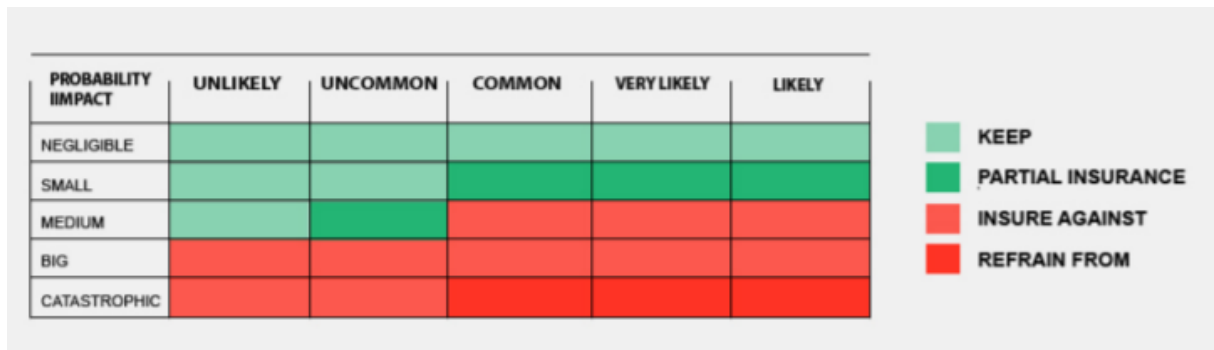 PROBABILITY UNLIKELY UNCOMMON COMMON VERY LIKELY LIKELY
IIMPACT
NEGLIGIBLE
SMALL
MEDIUM
BIG
CATASTROPHIC
KEEP
PARTIAL INSURANCE
INSURE AGAINST
REFRAIN FROM